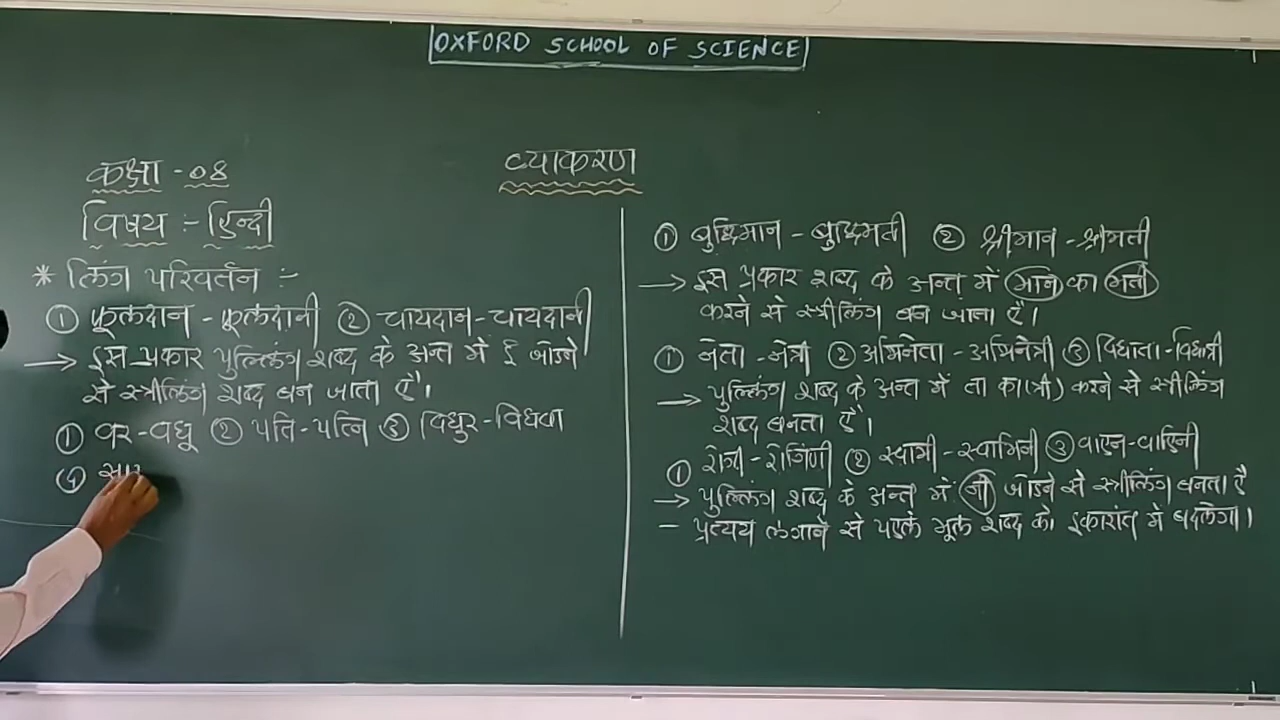 OXFORD SCHOOL OF SCIENCE
व्याकरण
कक्षा - 08
विषय :- हिन्दी
* लिंग परिवर्तन :-
① फूलदान - फूलदानी ② चायदान - चायदानी
→ इस प्रकार पुल्लिंग शब्द के अन्त मे ई जोडने
से स्त्रीलिंग शब्द बन जाता है।
① वर - वधू ② पति - पत्नि ③ विधुर - विधवा
④
① बुद्धिमान - बुद्धिमती ② श्रीमान - श्रीमती
→ इस प्रकार शब्द के अन्त में मान का मती
करने से स्त्रीलिंग बन जाता है।
① नेता - नेत्री ② अभिनेता - अभिनेत्री ③ विधाता - विधात्री
→ पुल्लिंग शब्द के अन्त में ता का (त्री) करने से स्त्रीलिंग
शब्द बनता है।
① रोगी - रोगिणी ② स्वामी - स्वामिनी ③ वाहन - वाहिनी
→ पुल्लिंग शब्द के अन्त में नी जोडने से स्त्रीलिंग बनता है
- प्रत्यय लगाने से पहले मूल शब्द को इकारांत मे बदलेगा।